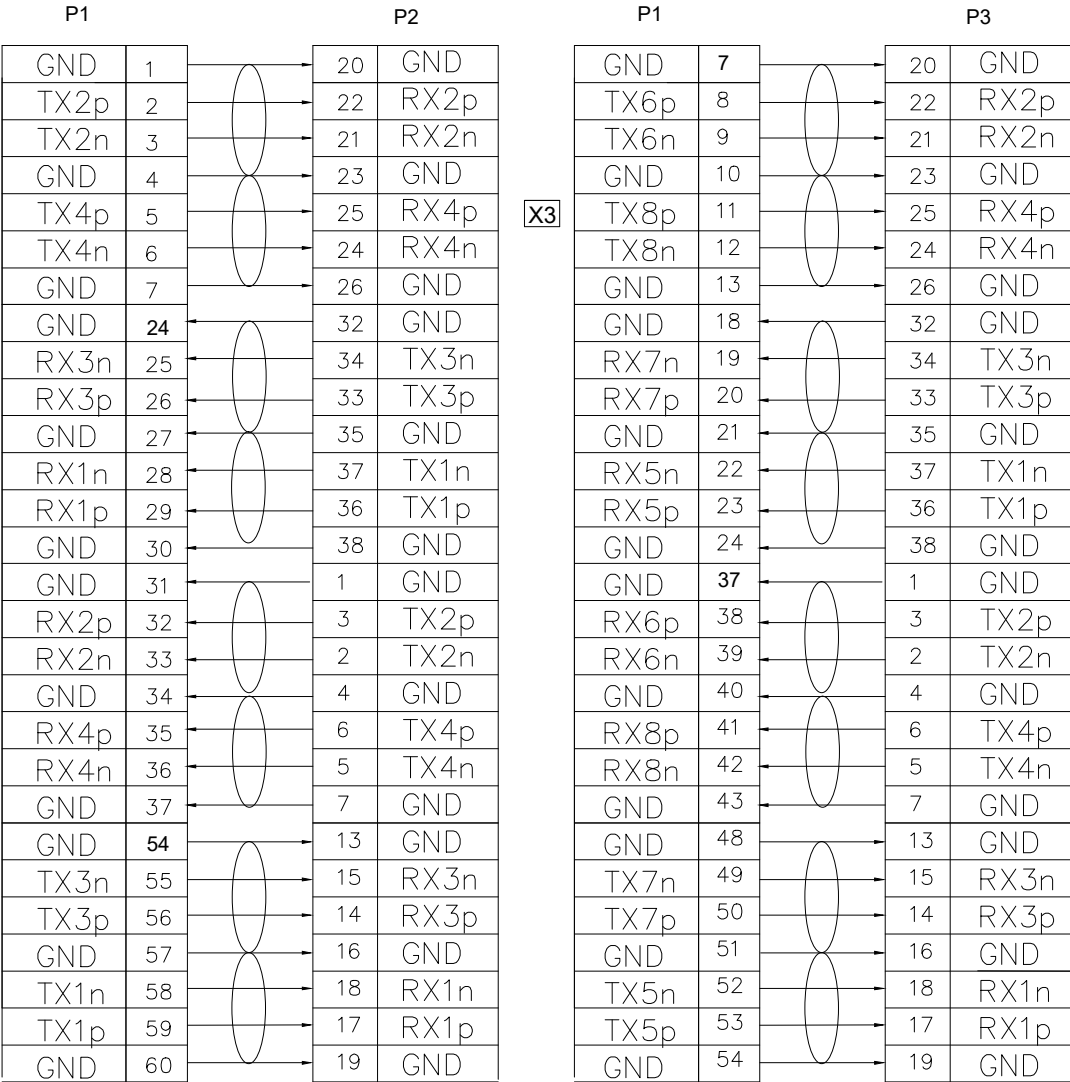 P1 P2 P1 P3
GND 1 20 GND GND 7 20 GND
TX2p 2 22 RX2p TX6p 8 22 RX2p
TX2n 3 21 RX2n TX6n 9 21 RX2n
GND 4 23 GND GND 10 23 GND
TX4p 5 25 RX4p X3 TX8p 11 25 RX4p
TX4n 6 24 RX4n TX8n 12 24 RX4n
GND 7 26 GND GND 13 26 GND
GND 24 32 GND GND 18 32 GND
RX3n 25 34 TX3n RX7n 19 34 TX3n
RX3p 26 33 TX3p RX7p 20 33 TX3p
GND 27 35 GND GND 21 35 GND
RX1n 28 37 TX1n RX5n 22 37 TX1n
RX1p 29 36 TX1p RX5p 23 36 TX1p
GND 30 38 GND GND 24 38 GND
GND 31 1 GND GND 37 1 GND
RX2p 32 3 TX2p RX6p 38 3 TX2p
RX2n 33 2 TX2n RX6n 39 2 TX2n
GND 34 4 GND GND 40 4 GND
RX4p 35 6 TX4p RX8p 41 6 TX4p
RX4n 36 5 TX4n RX8n 42 5 TX4n
GND 37 7 GND GND 43 7 GND
GND 54 13 GND GND 48 13 GND
TX3n 55 15 RX3n TX7n 49 15 RX3n
TX3p 56 14 RX3p TX7p 50 14 RX3p
GND 57 16 GND GND 51 16 GND
TX1n 58 18 RX1n TX5n 52 18 RX1n
TX1p 59 17 RX1p TX5p 53 17 RX1p
GND 60 19 GND GND 54 19 GND